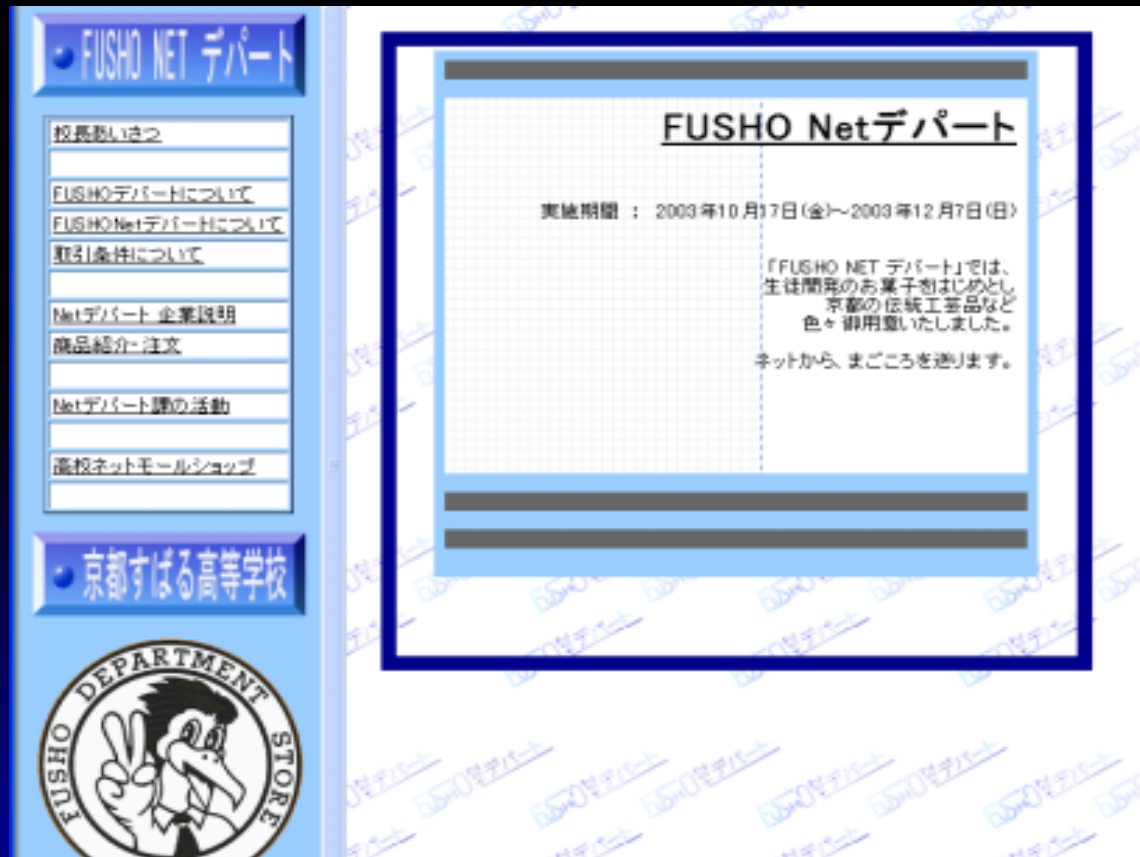 FUSHO NET デパート
校長あいさつ
FUSHOデパートについて
FUSHONetデパートについて
取引条件について
Netデパート 企業説明
商品紹介・注文
Netデパート課の活動
高校ネットモールショップ
京都すばる高等学校
FUSHO DEPARTMENT STORE
FUSHO Netデパート
実施期間 : 2003年10月17日(金)~2003年12月7日(日)
「FUSHO NET デパート」では、
生徒開発のお菓子をはじめとし
京都の伝統工芸品など
色々御用意いたしました。
ネットから、まごころを送ります。